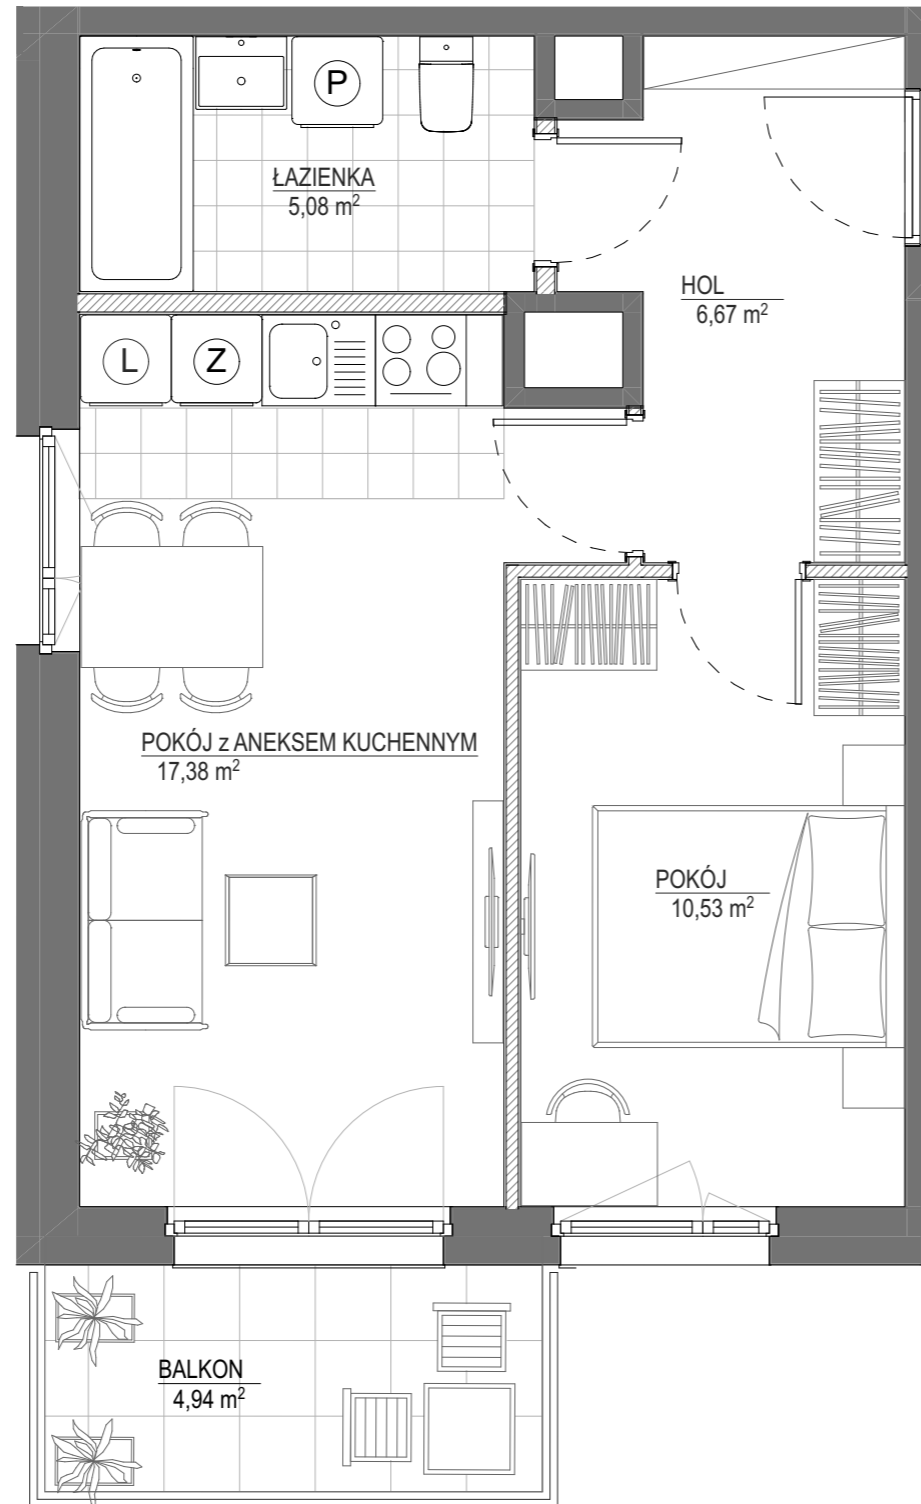 P
ŁAZIENKA
5,08 m²
HOL
6,67 m²
L
Z
POKÓJ z ANEKSEM KUCHENNYM
17,38 m²
POKÓJ
10,53 m²
BALKON
4,94 m²